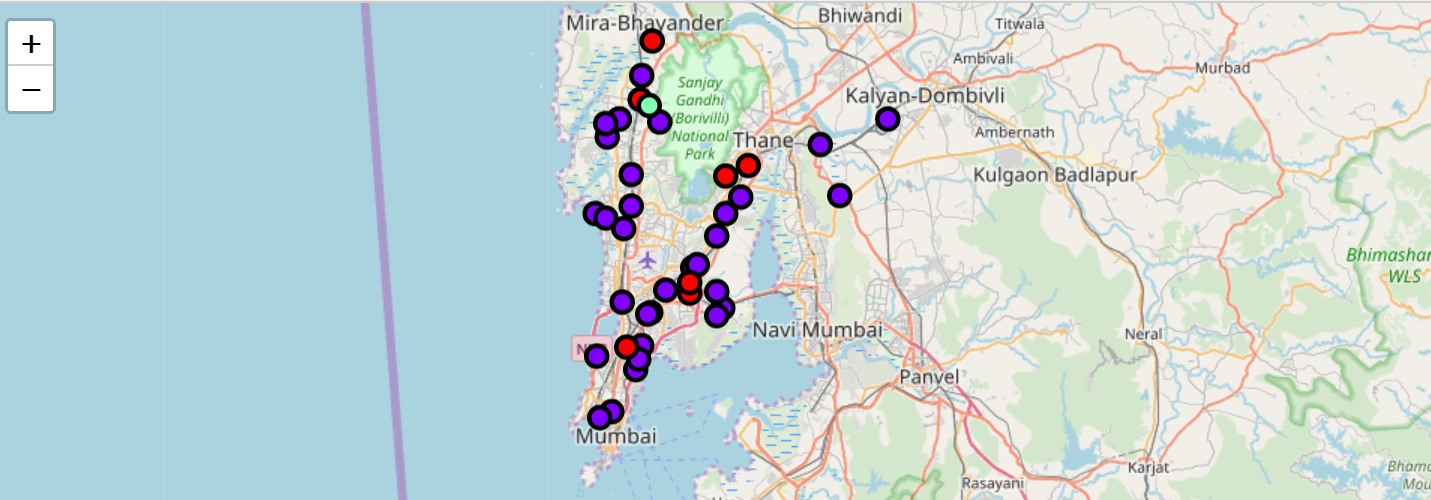 +
−
Mira-Bhayander
Bhiwandi
Titwala
Ambivali
Murbad
Sanjay
Gandhi
(Borivilli)
National
Park
Kalyan-Dombivli
Ambernath
Thane
Kulgaon Badlapur
Bhimashan
WLS
Navi Mumbai
Neral
Panvel
Mumbai
Karjat
Rasayani